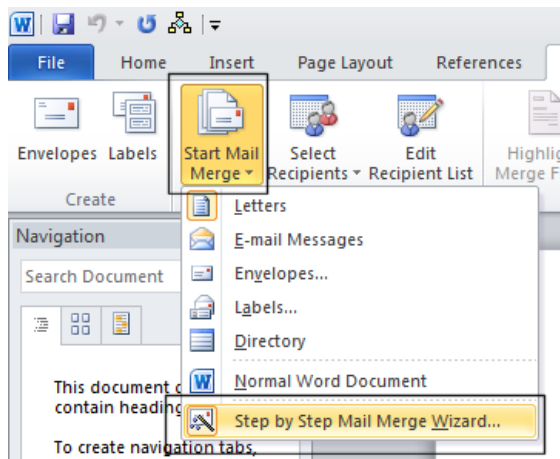 File Home Insert Page Layout References
Envelopes Labels Start Mail Select Edit
Merge Recipients Recipient List Merge
Create
Letters
Navigation
E-mail Messages
Search Document
Envelopes...
Labels...
Directory
This document
Normal Word Document
contain
Step by Step Mail Merge Wizard...
To create navigation tabs,